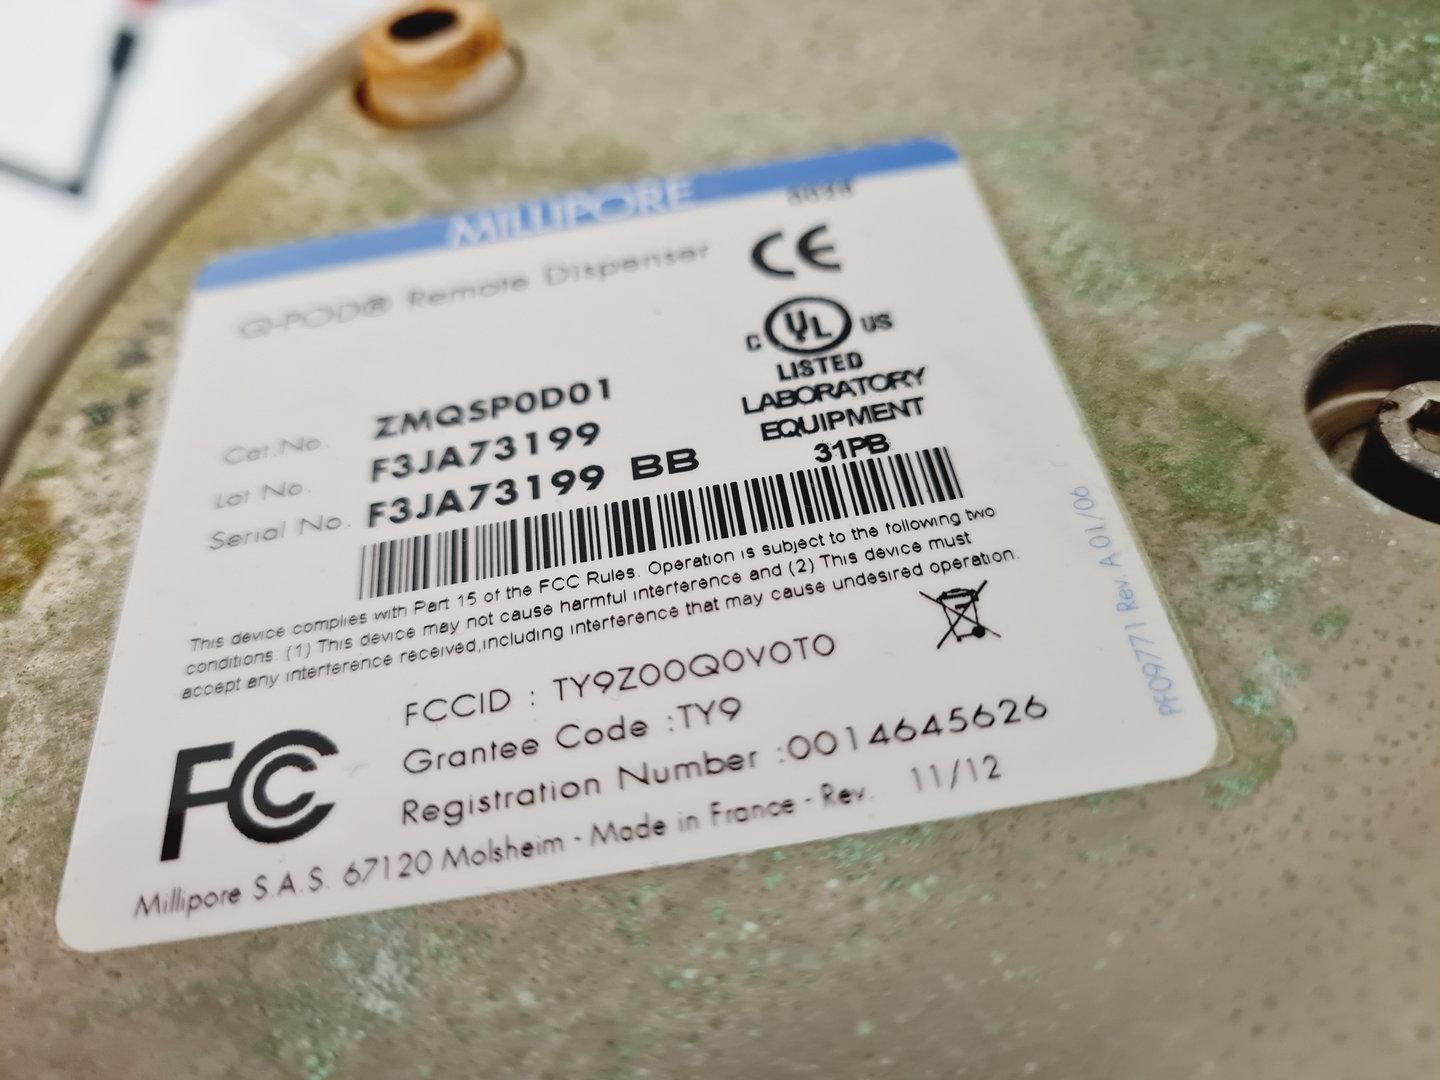 MILLIPORE
Q-POD® Remote Dispenser
CE
C UL US
LISTED
LABORATORY
EQUIPMENT
31PB
Cat.No. ZMQSP0D01
Lot No. F3JA73199
Serial No. F3JA73199 BB
This device complies with Part 15 of the FCC Rules. Operation is subject to the following two
conditions: (1) This device may not cause harmful interference and (2) This device must
accept any interference received,including interference that may cause undesired operation.
FCCID : TY9Z00Q0V0T0
Grantee Code :TY9
Registration Number :0014645626
FCC
Millipore S.A.S. 67120 Molsheim - Made in France - Rev. 11/12
PF09771 Rev. A 01/06